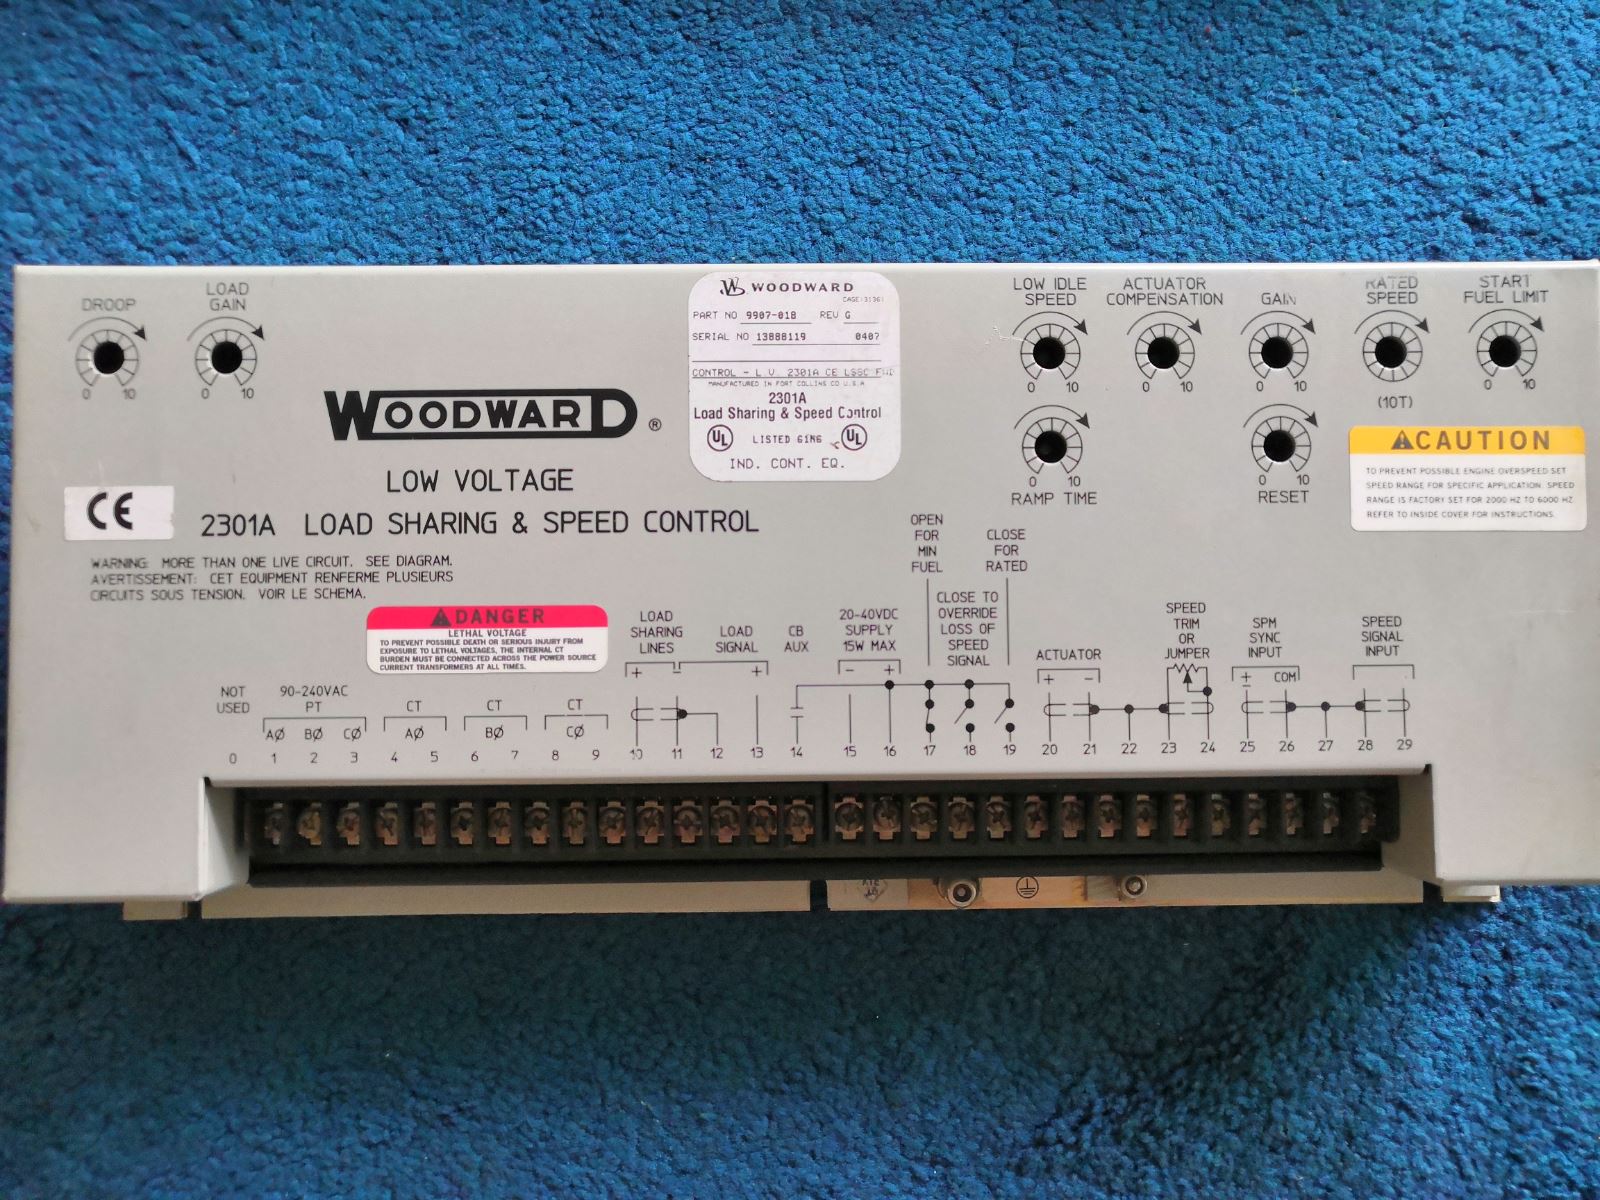 DROOP
0 10
LOAD
GAIN
0 10
WOODWARD
CAGE:31361
PART NO 9907-018 REV G
SERIAL NO 13888119 0407
CONTROL - L.V. 2301A CE LSSC FWD
MANUFACTURED IN FORT COLLINS CO U.S.A
2301A
Load Sharing & Speed Control
UL LISTED 61N6 UL
IND. CONT. EQ.
LOW IDLE
SPEED
0 10
ACTUATOR
COMPENSATION
0 10
GAIN
0 10
RATED
SPEED
0 10
(10T)
START
FUEL LIMIT
0 10
0 10
RAMP TIME
0 10
RESET
WOODWARD ®
LOW VOLTAGE
2301A LOAD SHARING & SPEED CONTROL
CE
WARNING: MORE THAN ONE LIVE CIRCUIT. SEE DIAGRAM.
AVERTISSEMENT: CET EQUIPMENT RENFERME PLUSIEURS
CIRCUITS SOUS TENSION. VOIR LE SCHEMA.
DANGER
LETHAL VOLTAGE
TO PREVENT POSSIBLE DEATH OR SERIOUS INJURY FROM
EXPOSURE TO LETHAL VOLTAGES, THE INTERNAL CT
BURDEN MUST BE CONNECTED ACROSS THE POWER SOURCE
CURRENT TRANSFORMERS AT ALL TIMES.
CAUTION
TO PREVENT POSSIBLE ENGINE OVERSPEED SET
SPEED RANGE FOR SPECIFIC APPLICATION. SPEED
RANGE IS FACTORY SET FOR 2000 HZ TO 6000 HZ
REFER TO INSIDE COVER FOR INSTRUCTIONS.
NOT
USED
90-240VAC
PT
AØ BØ CØ
CT
AØ
CT
BØ
CT
CØ
LOAD
SHARING
LINES
+ -
LOAD
SIGNAL
+
CB
AUX
20-40VDC
SUPPLY
15W MAX
- +
OPEN
FOR
MIN
FUEL
CLOSE TO
OVERRIDE
LOSS OF
SPEED
SIGNAL
CLOSE
FOR
RATED
ACTUATOR
+ -
SPEED
TRIM
OR
JUMPER
SPM
SYNC
INPUT
± COM
SPEED
SIGNAL
INPUT
0 1 2 3 4 5 6 7 8 9 10 11 12 13 14 15 16 17 18 19 20 21 22 23 24 25 26 27 28 29